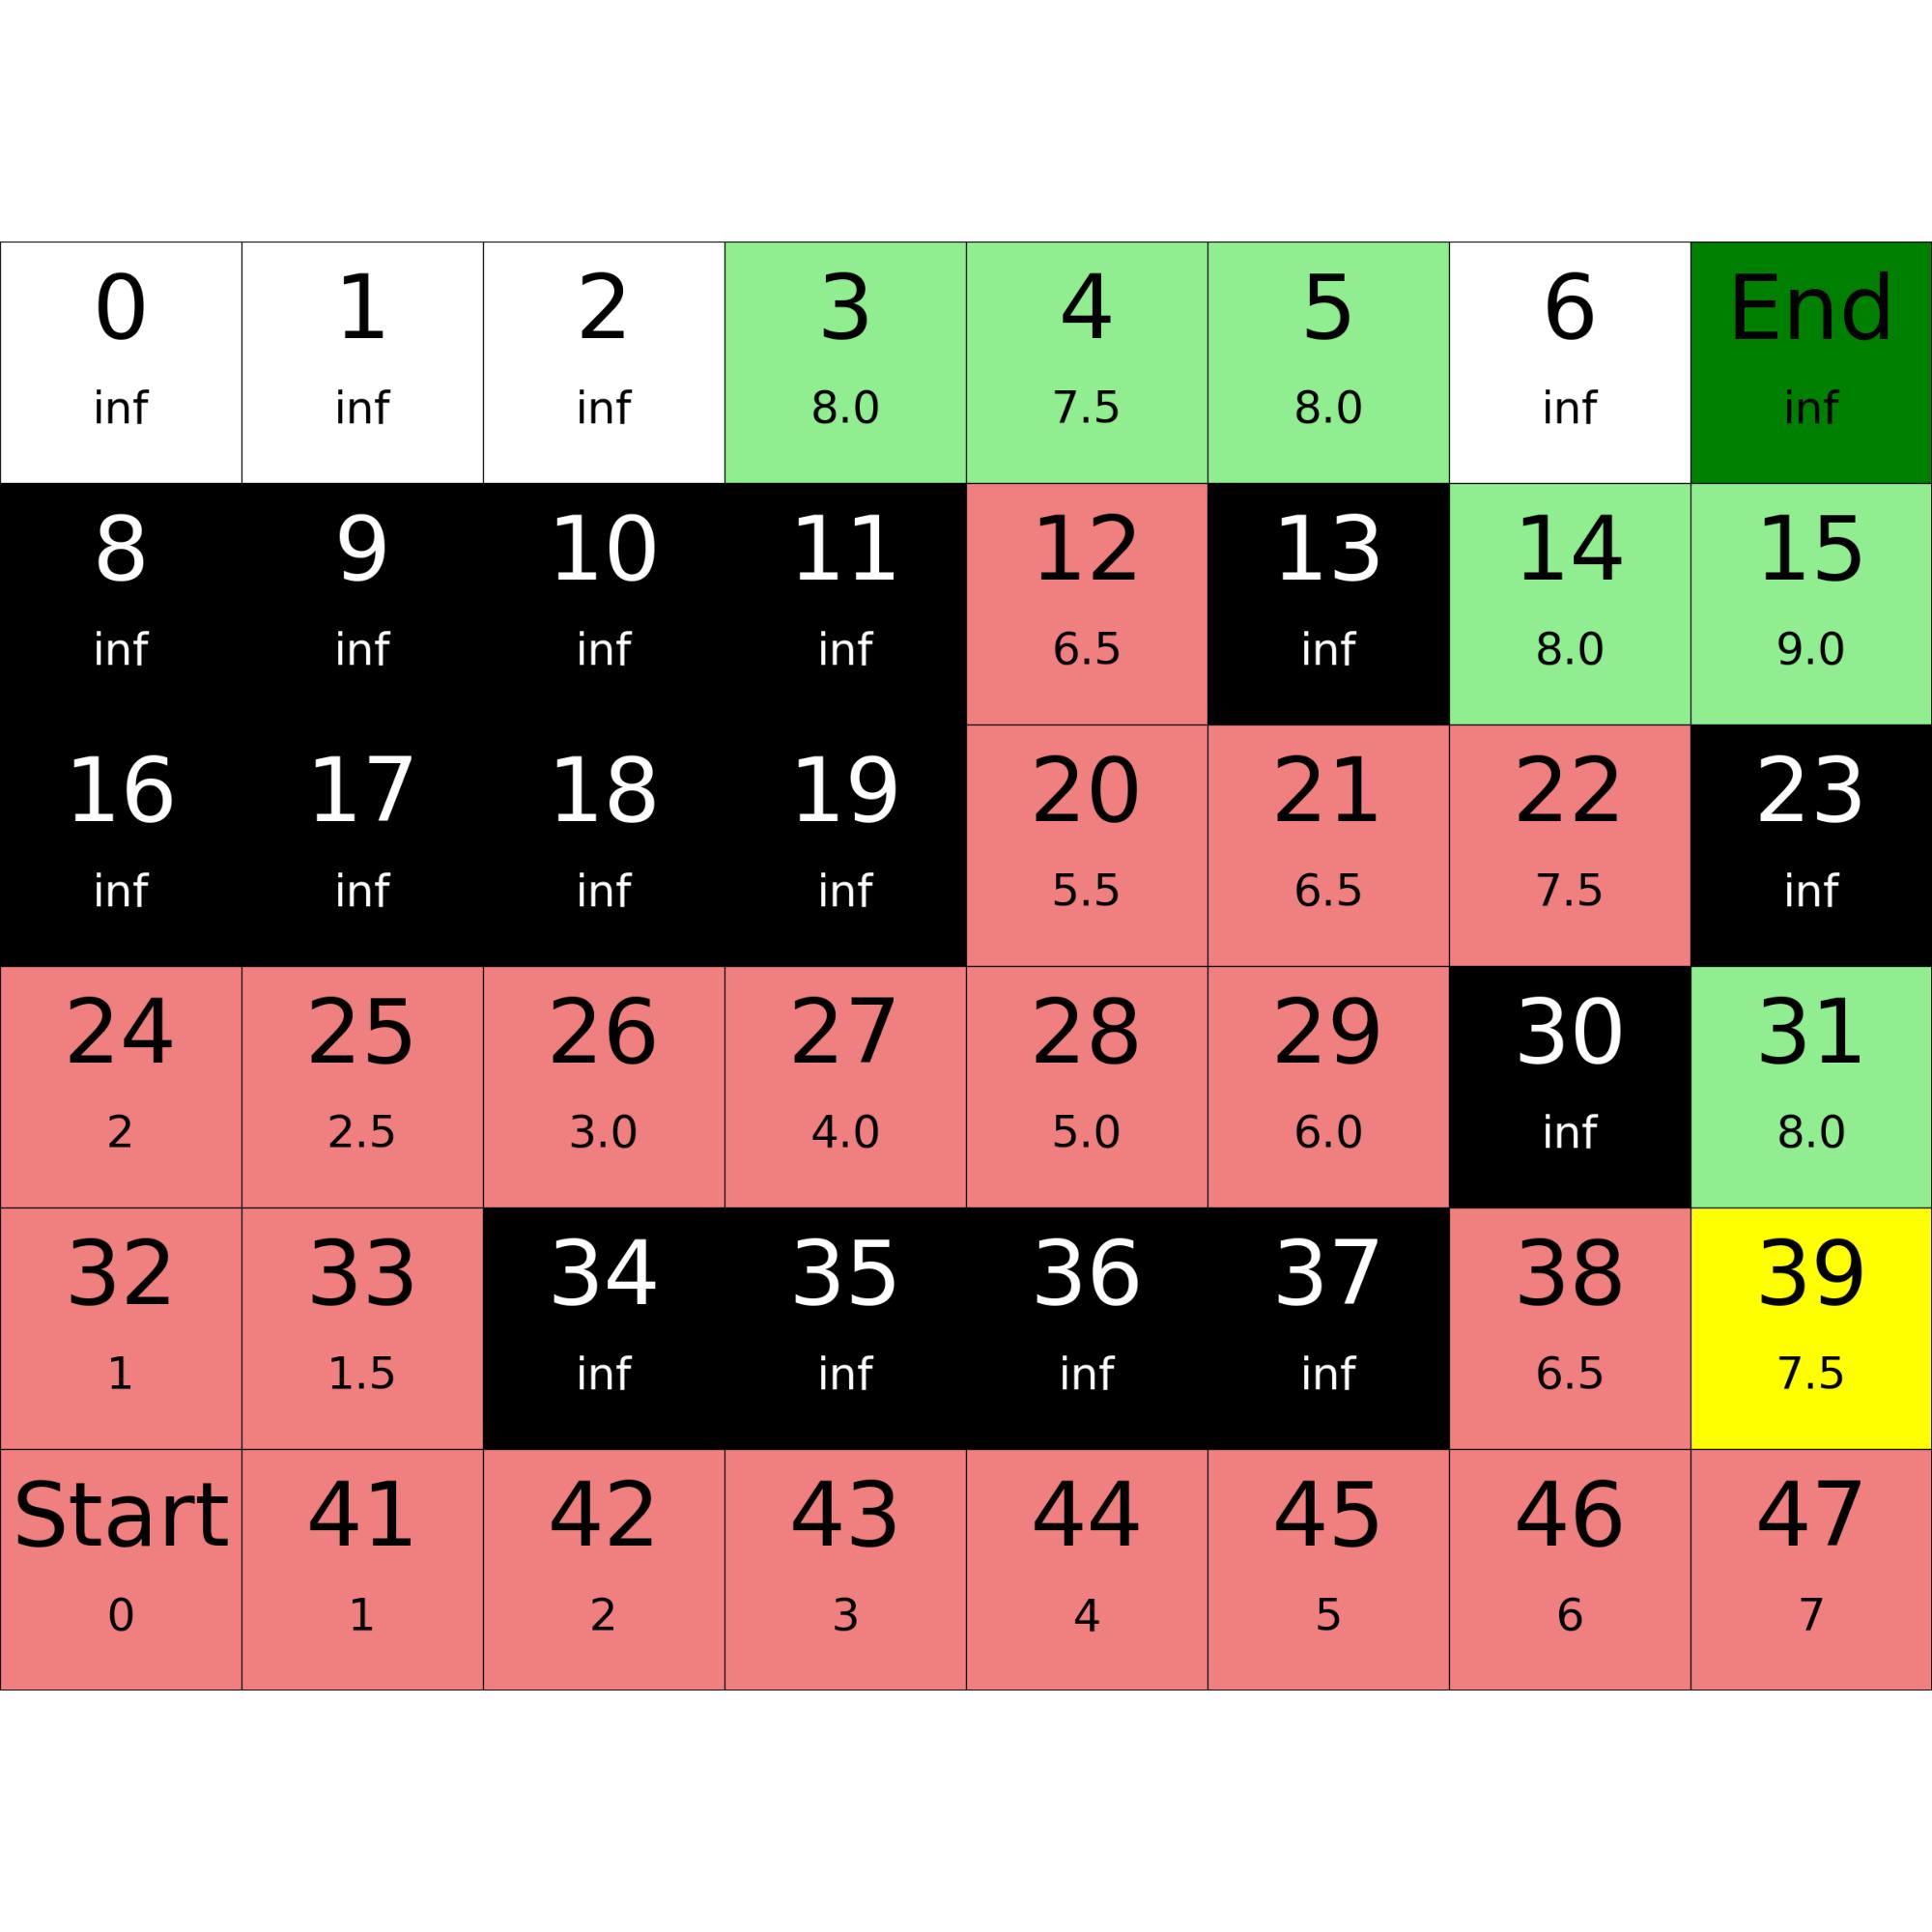 0 1 2 3 4 5 6 End
inf inf inf 8.0 7.5 8.0 inf inf
8 9 10 11 12 13 14 15
inf inf inf inf 6.5 inf 8.0 9.0
16 17 18 19 20 21 22 23
inf inf inf inf 5.5 6.5 7.5 inf
24 25 26 27 28 29 30 31
2 2.5 3.0 4.0 5.0 6.0 inf 8.0
32 33 34 35 36 37 38 39
1 1.5 inf inf inf inf 6.5 7.5
Start 41 42 43 44 45 46 47
0 1 2 3 4 5 6 7